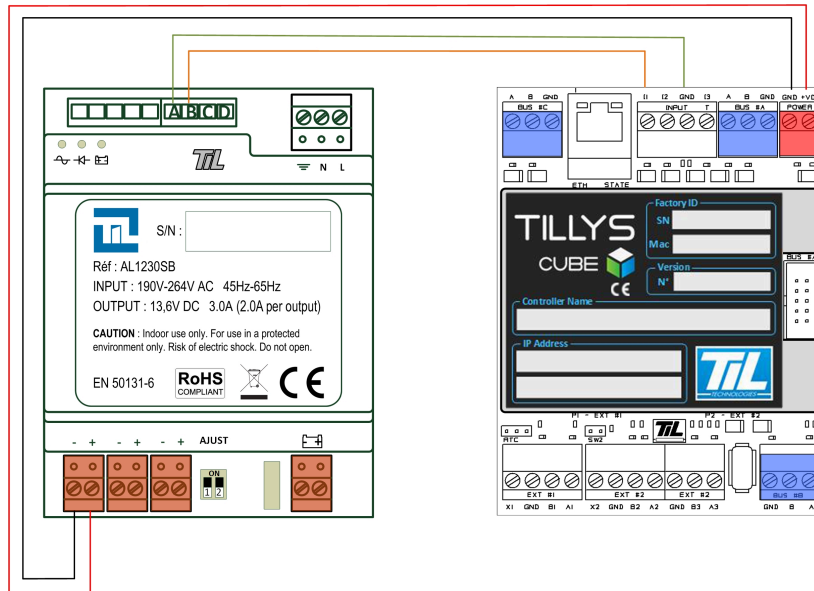 A B C D
TiL
N L
S/N :
Réf : AL1230SB
INPUT : 190V-264V AC 45Hz-65Hz
OUTPUT : 13,6V DC 3.0A (2.0A per output)
CAUTION : Indoor use only. For use in a protected
environment only. Risk of electric shock. Do not open.
EN 50131-6
RoHS
COMPLIANT
CE
- + - + - + AJUST
ON
1 2
A B GND
BUS #C
I1 I2 GND I3
INPUT T
A B GND
BUS #A
GND +VD
POWER
ETH STATE
TILLYS
CUBE
CE
Factory ID
SN
Mac
Version
N°
Controller Name
IP Address
TiL
TECHNOLOGIES
BUS #A
P1 - EXT #1
P2 - EXT #2
RTC
SW2
TiL
EXT #1
EXT #2
EXT #2
BUS #B
X1 GND B1 A1
X2 GND B2 A2
GND B3 A3
GND B A